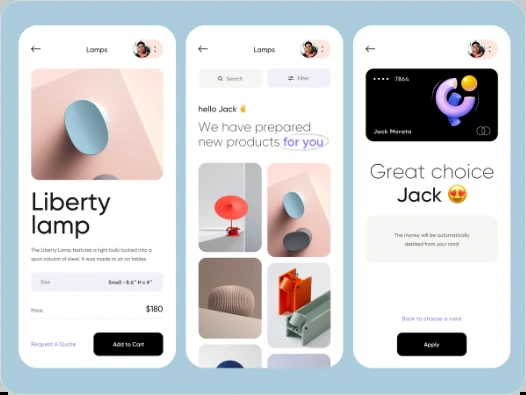 Lamps
Liberty
lamp
The Liberty Lamp features a light bulb tucked into a
spur-column of steel. It was made to sit on tables.
Size
Small - 8.6" H x 4"
Price
$180
Request A Quote
Add to Cart
Lamps
Search
Filter
hello Jack ✌️
We have prepared
new products for you
•••• 7864
Jack Morato
Great choice
Jack 😍
The money will be automatically
debited from your card
Back to choose a card
Apply